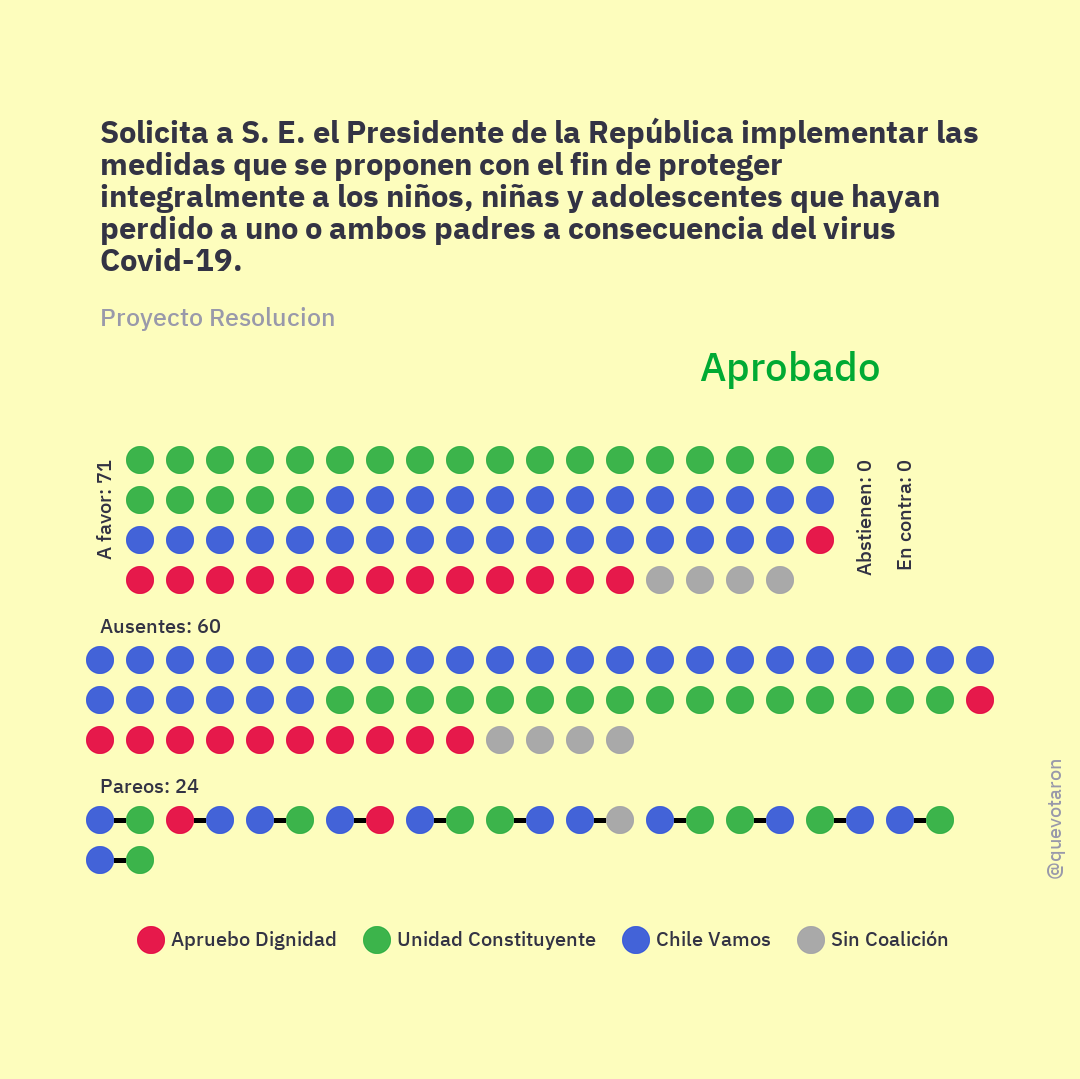 Solicita a S. E. el Presidente de la República implementar las
medidas que se proponen con el fin de proteger
integralmente a los niños, niñas y adolescentes que hayan
perdido a uno o ambos padres a consecuencia del virus
Covid-19.
Proyecto Resolucion
Aprobado
A favor: 71
Abstienen: 0
En contra: 0
Ausentes: 60
Pareos: 24
@quevotaron
Apruebo Dignidad
Unidad Constituyente
Chile Vamos
Sin Coalición